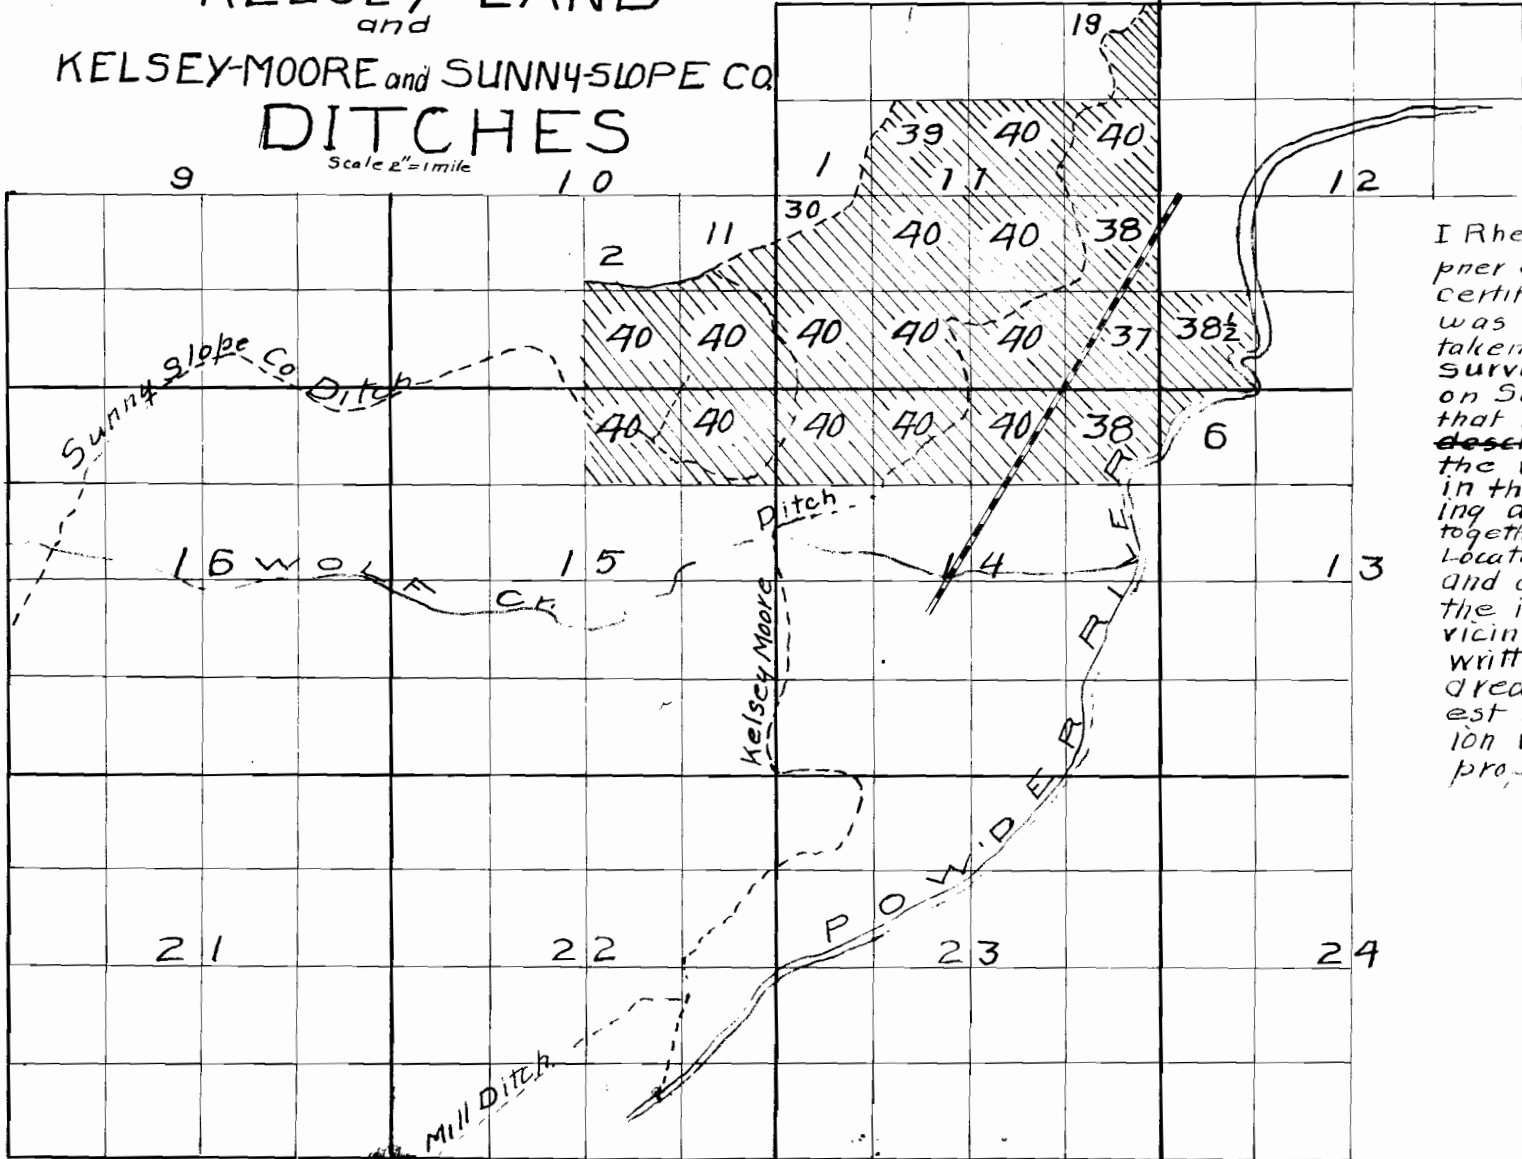 KELSEY LAND
and
KELSEY-MOORE and SUNNY-SLOPE CO.
DITCHES
Scale 2"=1mile
19
39 40 40
9 10 1 11 12
30
2 11 40 40 38
40 40 40 40 40 37 38½
Sunny Slope Co Ditch
40 40 40 40 40 38 6
Ditch
16 WOLF Cr. 15 14 13
Kelsey Moore
POWDER RIVER
21 22 23 24
Mill Ditch
I Rhe
pner
certif
was
taken
surv
on S
that
the
in th
ing a
togeth
Locat
and
the i
vicin
writt
drea
est
ion
pro